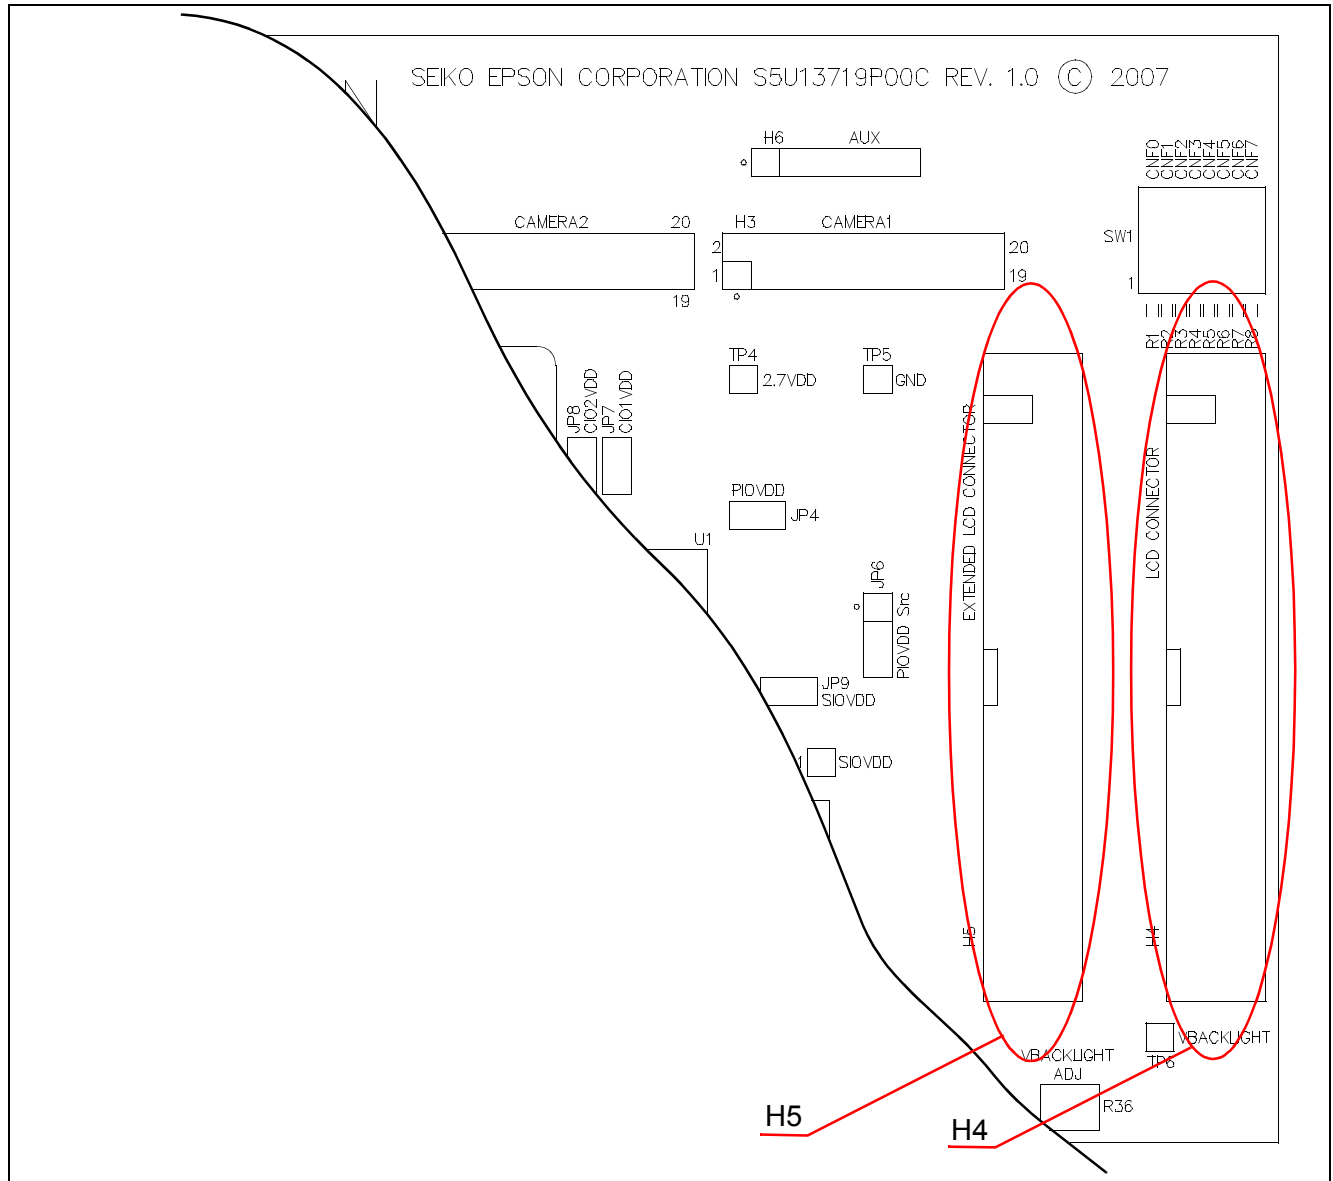 SEIKO EPSON CORPORATION S5U13719P00C REV. 1.0 © 2007
H6 AUX
CNF0
CNF1
CNF2
CNF3
CNF4
CNF5
CNF6
CNF7
CAMERA2 20
19
H3 CAMERA1
2 20
1 19
SW1
1
R1
R2
R3
R4
R5
R6
R7
R8
TP4
2.7VDD
TP5
GND
JP8
CIO2VDD
JP7
CIO1VDD
PIOVDD
JP4
U1
JP6
PIOVDD Src
JP9
SIOVDD
1 SIOVDD
EXTENDED LCD CONNECTOR
H5
LCD CONNECTOR
H4
VBACKLIGHT
TP6
VBACKLIGHT
ADJ
R36
H5
H4